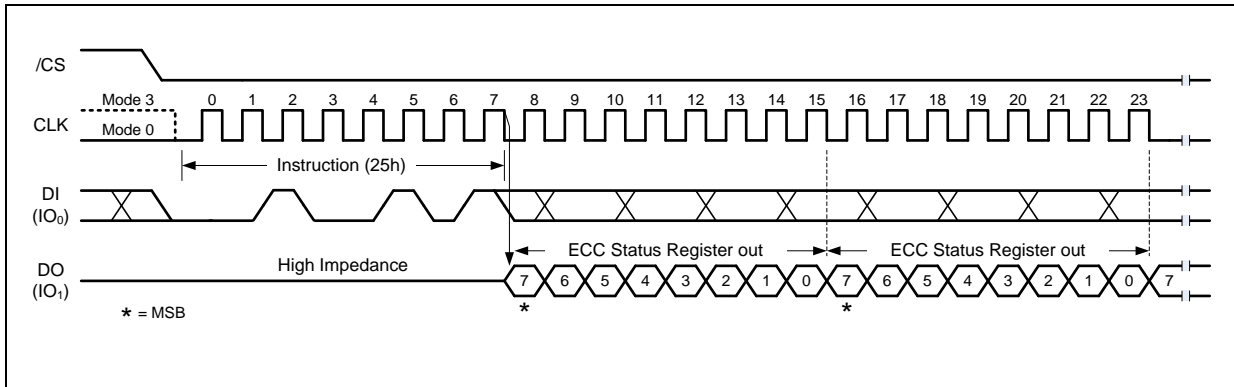 /CS
Mode 3 0 1 2 3 4 5 6 7 8 9 10 11 12 13 14 15 16 17 18 19 20 21 22 23
CLK
Mode 0
Instruction (25h)
DI
(IO₀)
ECC Status Register out ECC Status Register out
High Impedance
DO
(IO₁)
7 6 5 4 3 2 1 0 7 6 5 4 3 2 1 0 7
* *
* = MSB